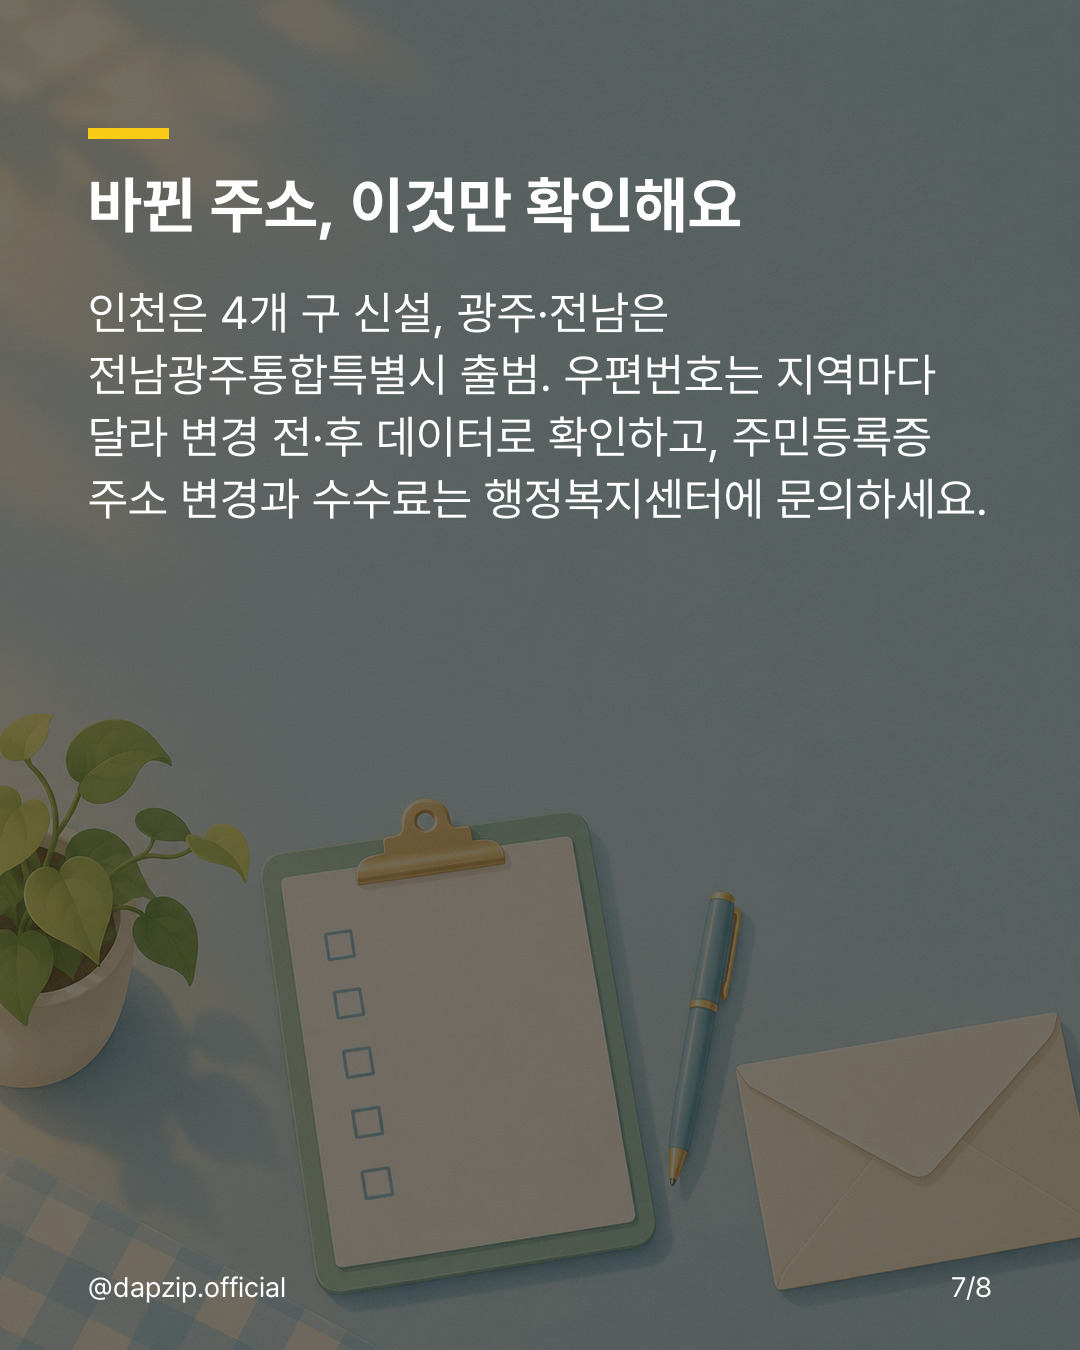 바뀐 주소, 이것만 확인해요
인천은 4개 구 신설, 광주·전남은
전남광주통합특별시 출범. 우편번호는 지역마다
달라 변경 전·후 데이터로 확인하고, 주민등록증
주소 변경과 수수료는 행정복지센터에 문의하세요.
@dapzip.official
7/8